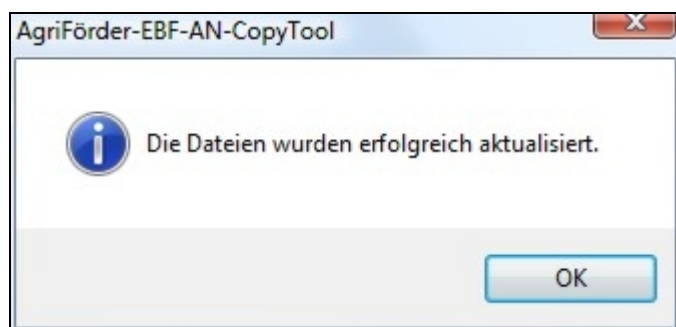 AgriFörder-EBF-AN-CopyTool
Die Dateien wurden erfolgreich aktualisiert.
OK